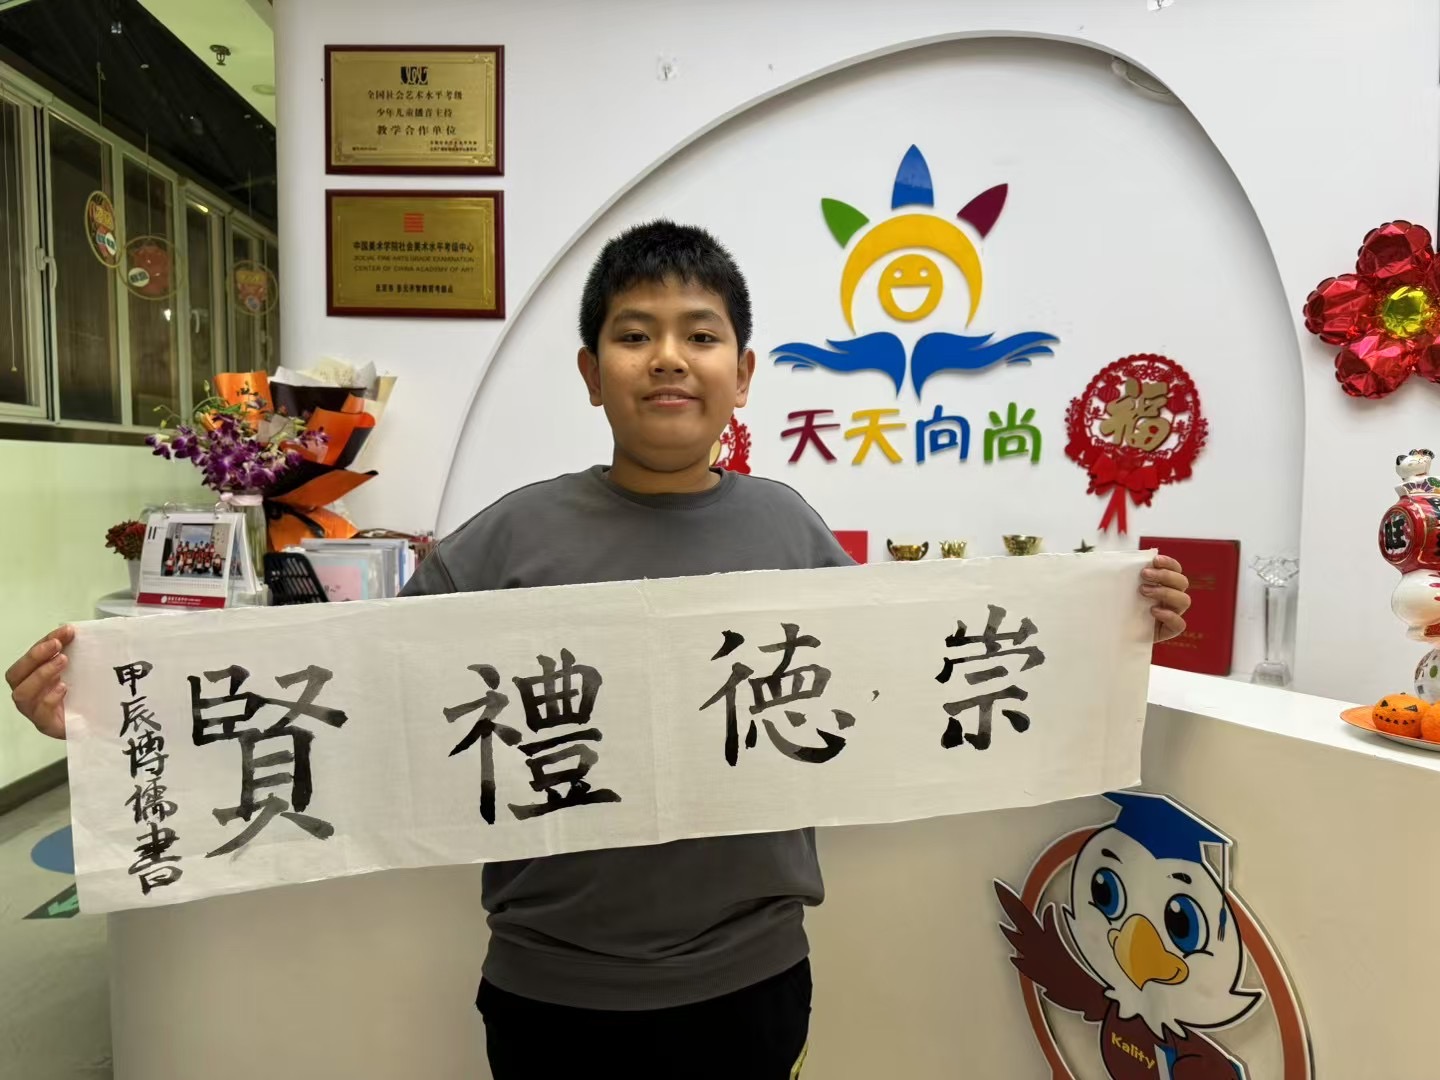 全国社会艺术水平考级
少年儿童播音主持
教学合作单位
中国美术学院社会美术水平考级中心
SOCIAL FINE ARTS GRADE EXAMINATION
CENTER OF CHINA ACADEMY OF ART
天天向尚
福
旺
11
崇德禮賢
甲辰博儒書
Kality